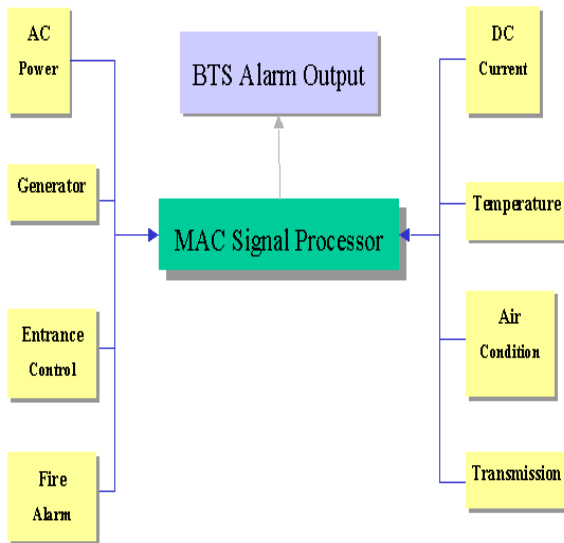 AC
Power
BTS Alarm Output
DC
Current
Generator
MAC Signal Processor
Temperature
Entrance
Control
Air
Condition
Fire
Alarm
Transmission